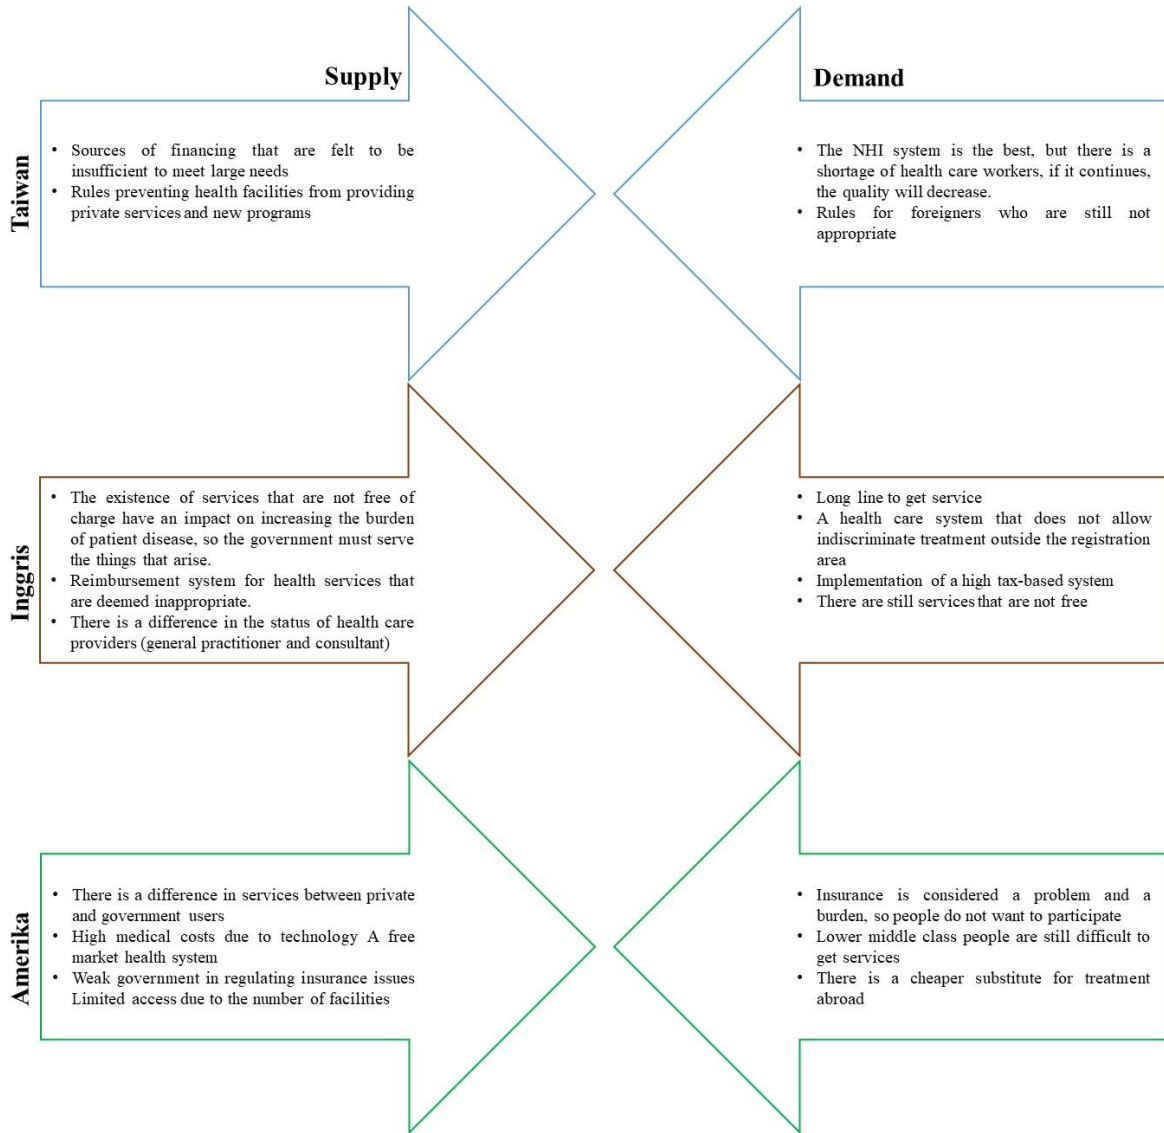 Supply
Demand
Taiwan
• Sources of financing that are felt to be
insufficient to meet large needs
• Rules preventing health facilities from providing
private services and new programs
• The NHI system is the best, but there is a
shortage of health care workers, if it continues,
the quality will decrease.
• Rules for foreigners who are still not
appropriate
Inggris
• The existence of services that are not free of
charge have an impact on increasing the burden
of patient disease, so the government must serve
the things that arise.
• Reimbursement system for health services that
are deemed inappropriate.
• There is a difference in the status of health care
providers (general practitioner and consultant)
• Long line to get service
• A health care system that does not allow
indiscriminate treatment outside the registration
area
• Implementation of a high tax-based system
• There are still services that are not free
Amerika
• There is a difference in services between private
and government users
• High medical costs due to technology A free
market health system
• Weak government in regulating insurance issues
Limited access due to the number of facilities
• Insurance is considered a problem and a
burden, so people do not want to participate
• Lower middle class people are still difficult to
get services
• There is a cheaper substitute for treatment
abroad